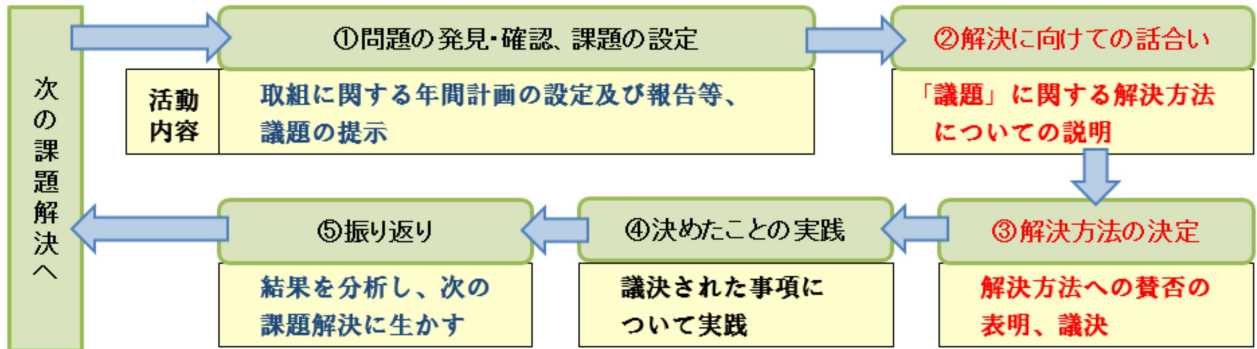 次の課題解決へ
①問題の発見・確認、課題の設定
活動
内容
取組に関する年間計画の設定及び報告等、
議題の提示
②解決に向けての話合い
「議題」に関する解決方法
についての説明
③解決方法の決定
解決方法への賛否の
表明、議決
④決めたことの実践
議決された事項に
ついて実践
⑤振り返り
結果を分析し、次の
課題解決に生かす